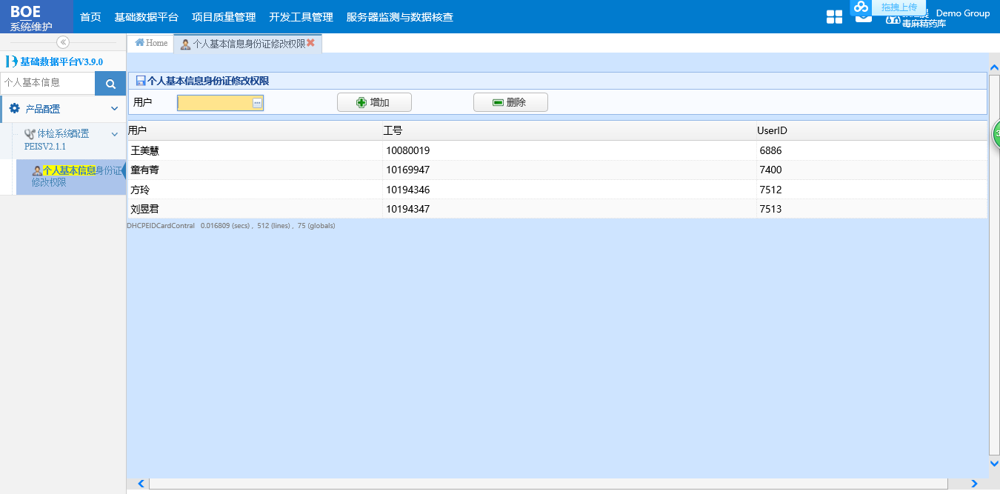 BOE
系统维护
首页 基础数据平台 项目质量管理 开发工具管理 服务器监测与数据核查
拖拽上传
毒麻精药库
Demo Group
基础数据平台V3.9.0
个人基本信息
产品配置
体检系统配置
PEISV2.1.1
个人基本信息身份证
修改权限
Home 个人基本信息身份证修改权限
个人基本信息身份证修改权限
用户 增加 删除
用户 工号 UserID
王美慧 10080019 6886
童有菁 10169947 7400
方玲 10194346 7512
刘昱君 10194347 7513
DHCPEIDCardContral 0.016809 (secs) , 512 (lines) , 75 (globals)